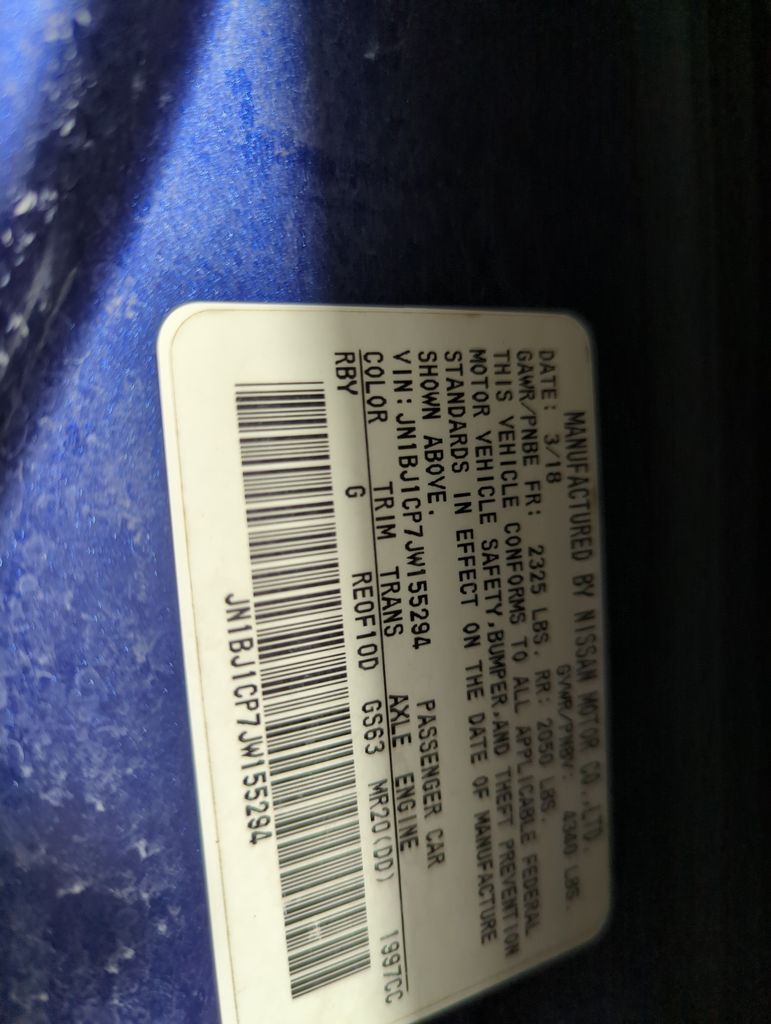 MANUFACTURED BY NISSAN MOTOR CO.,LTD.
DATE: 3/18 GVWR/PNBV: 4340 LBS.
GAWR/PNBE FR: 2325 LBS. RR: 2050 LBS.
THIS VEHICLE CONFORMS TO ALL APPLICABLE FEDERAL
MOTOR VEHICLE SAFETY,BUMPER,AND THEFT PREVENTION
STANDARDS IN EFFECT ON THE DATE OF MANUFACTURE
SHOWN ABOVE.
VIN: JN1BJ1CP7JW155294 PASSENGER CAR
COLOR TRIM TRANS AXLE ENGINE
RBY G RE0F10D GS63 MR20(DD) 1997CC
JN1BJ1CP7JW155294